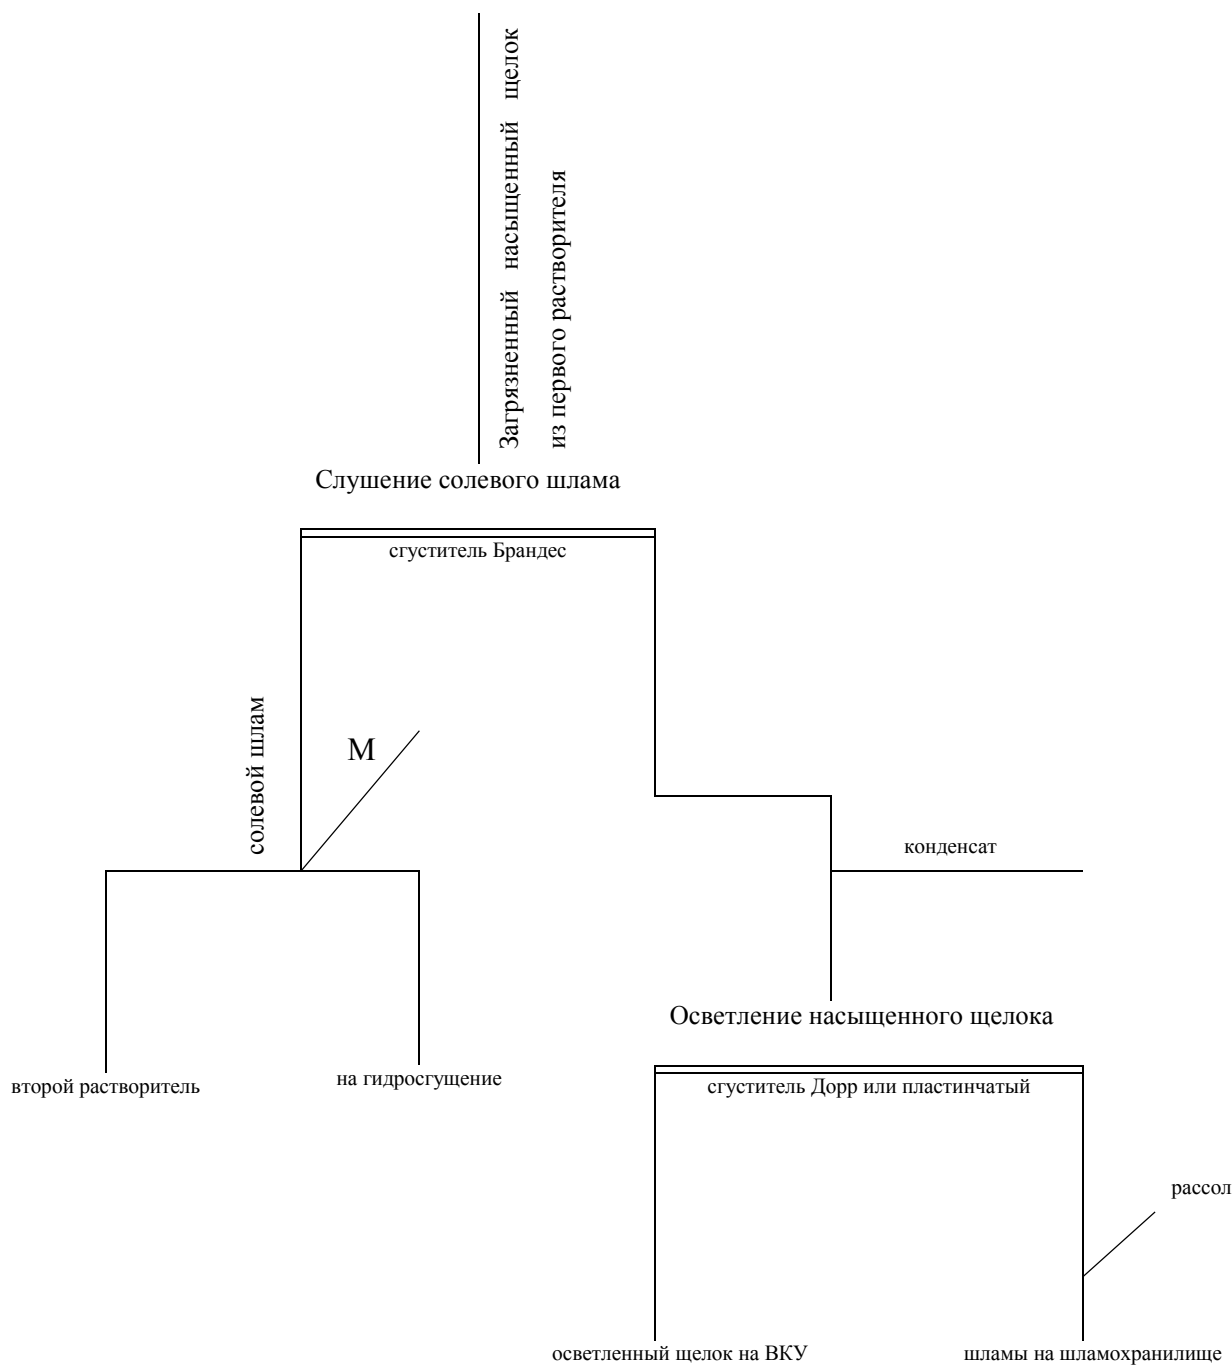 Загрязненный насыщенный щелок
из первого растворителя
Слушение солевого шлама
сгуститель Брандес
солевой шлам
М
конденсат
Осветление насыщенного щелока
второй растворитель
на гидросгущение
сгуститель Дорр или пластинчатый
рассол
осветленный щелок на ВКУ
шламы на шламохранилище